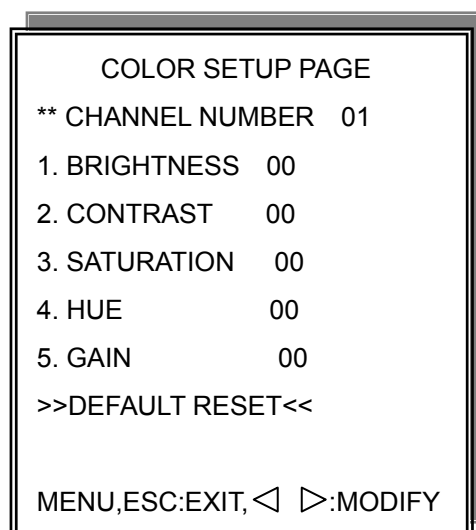 COLOR SETUP PAGE
** CHANNEL NUMBER 01
1. BRIGHTNESS 00
2. CONTRAST 00
3. SATURATION 00
4. HUE 00
5. GAIN 00
>>DEFAULT RESET<<
MENU,ESC:EXIT, ◁ ▷:MODIFY